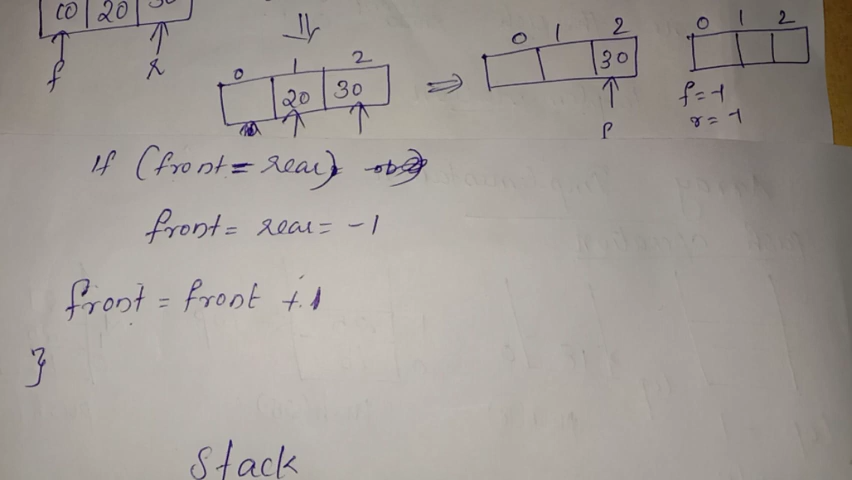 10 20 30
f r
0 1 2
20 30
0 1 2
30
f
0 1 2
f = -1
r = -1
If (front = rear)
front = rear = -1
front = front + 1
}
Stack